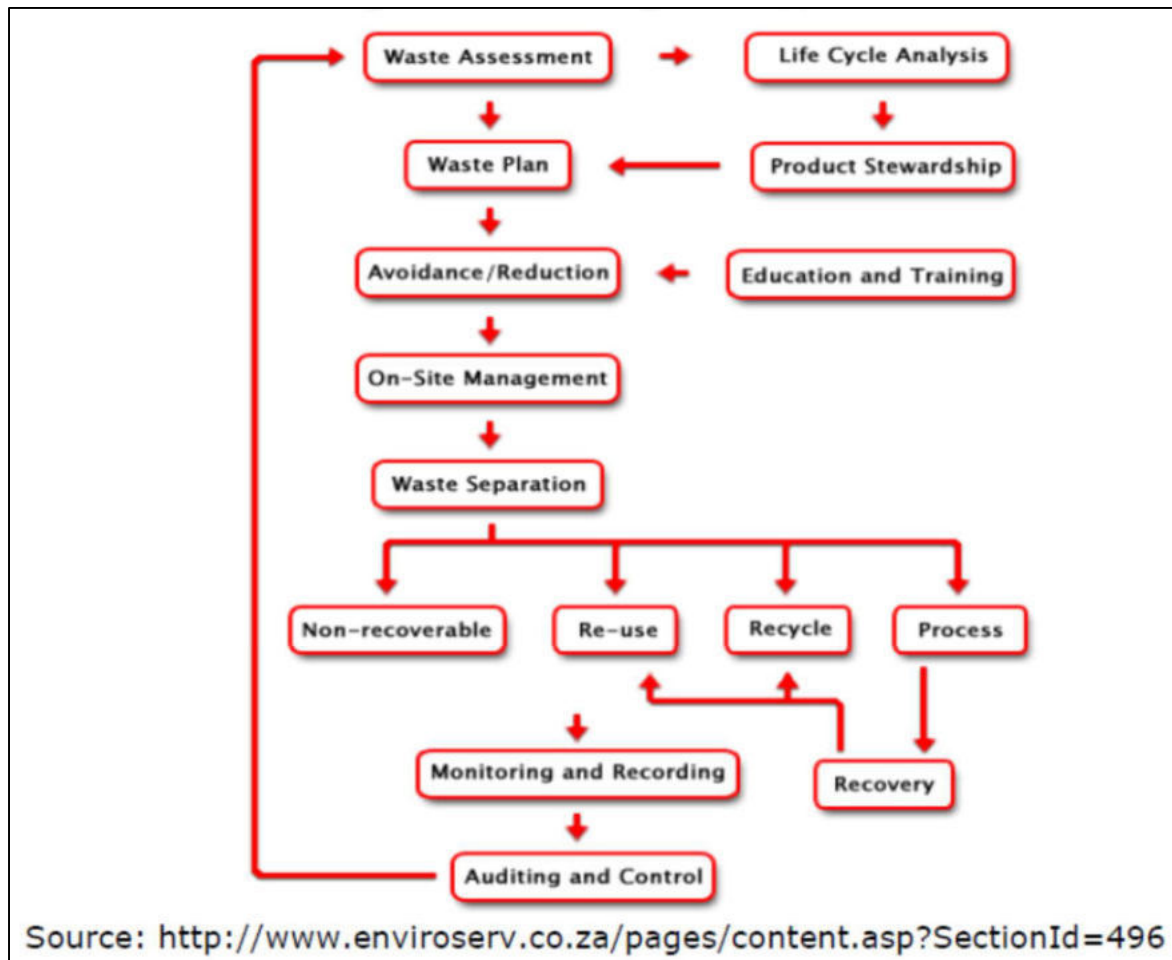 Waste Assessment
Life Cycle Analysis
Waste Plan
Product Stewardship
Avoidance/Reduction
Education and Training
On-Site Management
Waste Separation
Non-recoverable
Re-use
Recycle
Process
Monitoring and Recording
Recovery
Auditing and Control
Source: http://www.enviroserv.co.za/pages/content.asp?SectionId=496